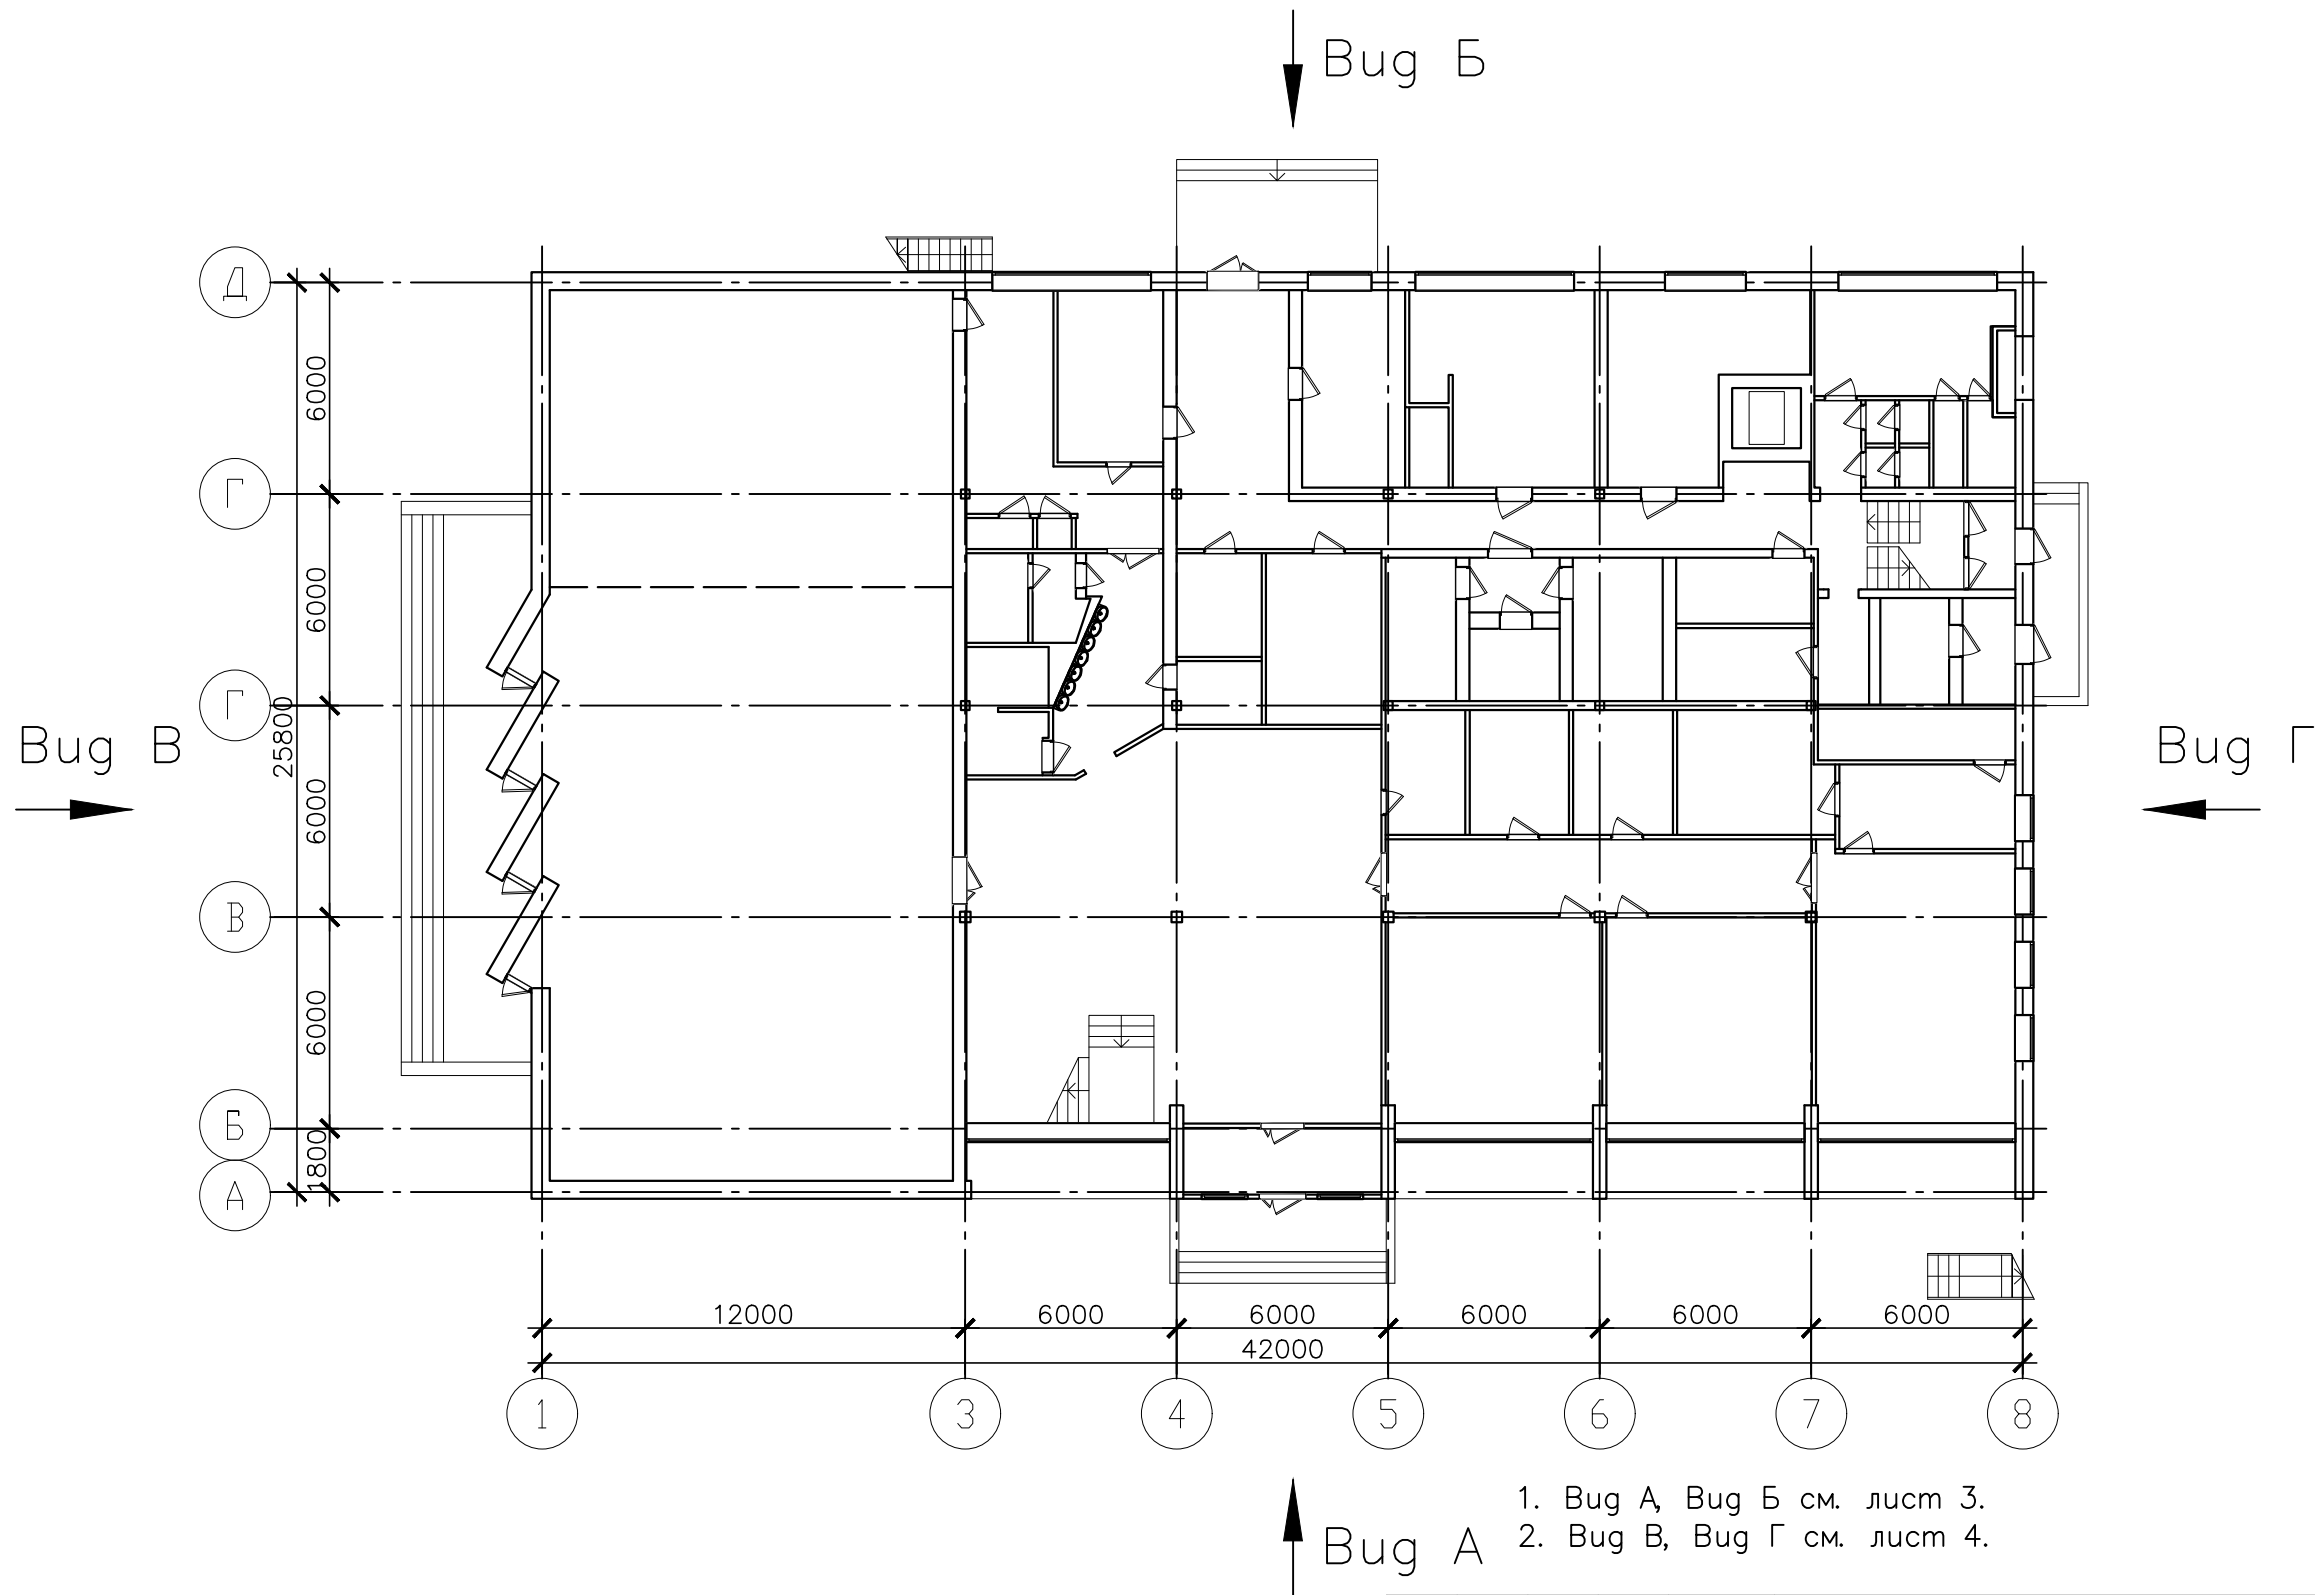 Вид Б
Д
6000
Г
6000
Г
25800
Вид В
Вид Г
6000
В
6000
Б
1800
А
12000
6000
6000
6000
6000
6000
42000
1
3
4
5
6
7
8
Вид А
1. Вид А, Вид Б см. лист 3.
2. Вид В, Вид Г см. лист 4.